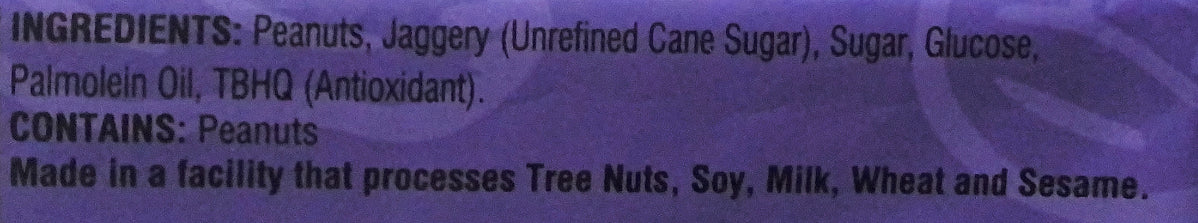 INGREDIENTS: Peanuts, Jaggery (Unrefined Cane Sugar), Sugar, Glucose,
Palmolein Oil, TBHQ (Antioxidant).
CONTAINS: Peanuts
Made in a facility that processes Tree Nuts, Soy, Milk, Wheat and Sesame.